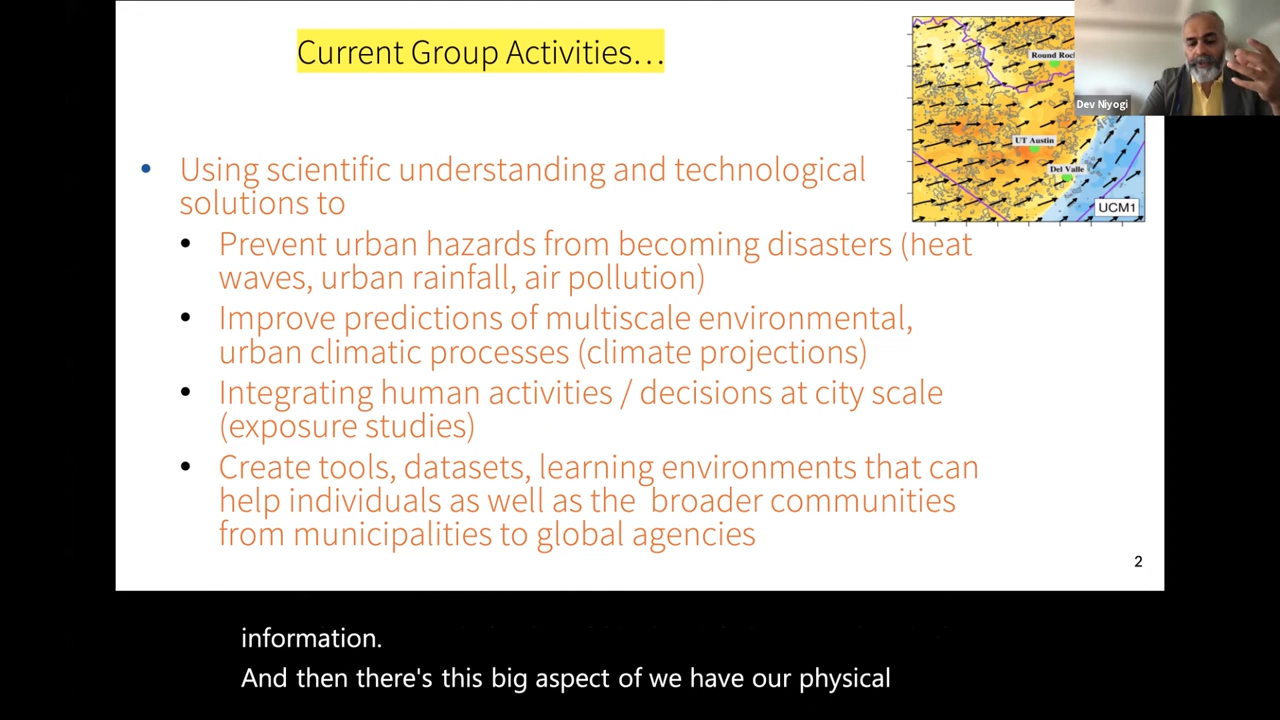 Current Group Activities…
Round Roc
Dev Niyogi
UT Austin
Del Valle
UCM1
• Using scientific understanding and technological
solutions to
• Prevent urban hazards from becoming disasters (heat
waves, urban rainfall, air pollution)
• Improve predictions of multiscale environmental,
urban climatic processes (climate projections)
• Integrating human activities / decisions at city scale
(exposure studies)
• Create tools, datasets, learning environments that can
help individuals as well as the  broader communities
from municipalities to global agencies
2
information.
And then there's this big aspect of we have our physical